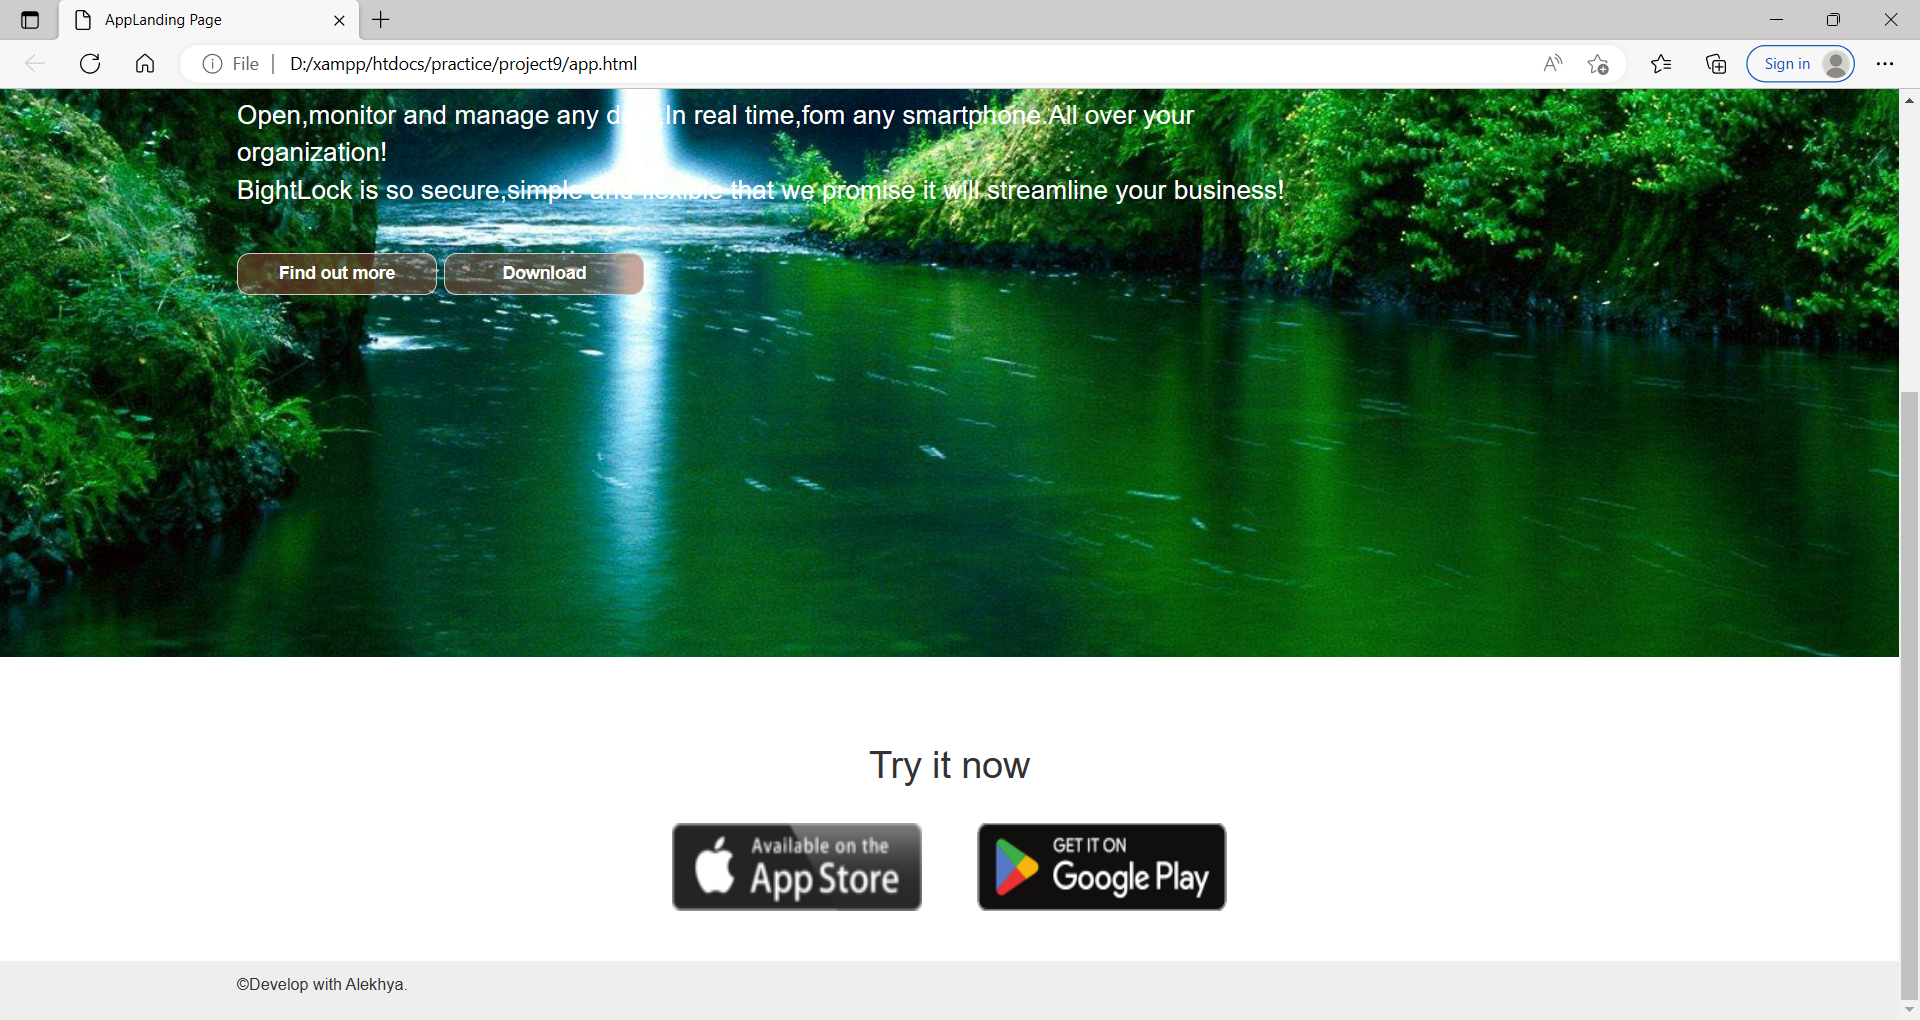 AppLanding Page
File
D:/xampp/htdocs/practice/project9/app.html
Sign in
Open,monitor and manage any In real time,fom any smartphone.All over your
organization!
BightLock is so secure,simple and flexible that we promise it will streamline your business!
Find out more
Download
Try it now
Available on the
App Store
GET IT ON
Google Play
©Develop with Alekhya.